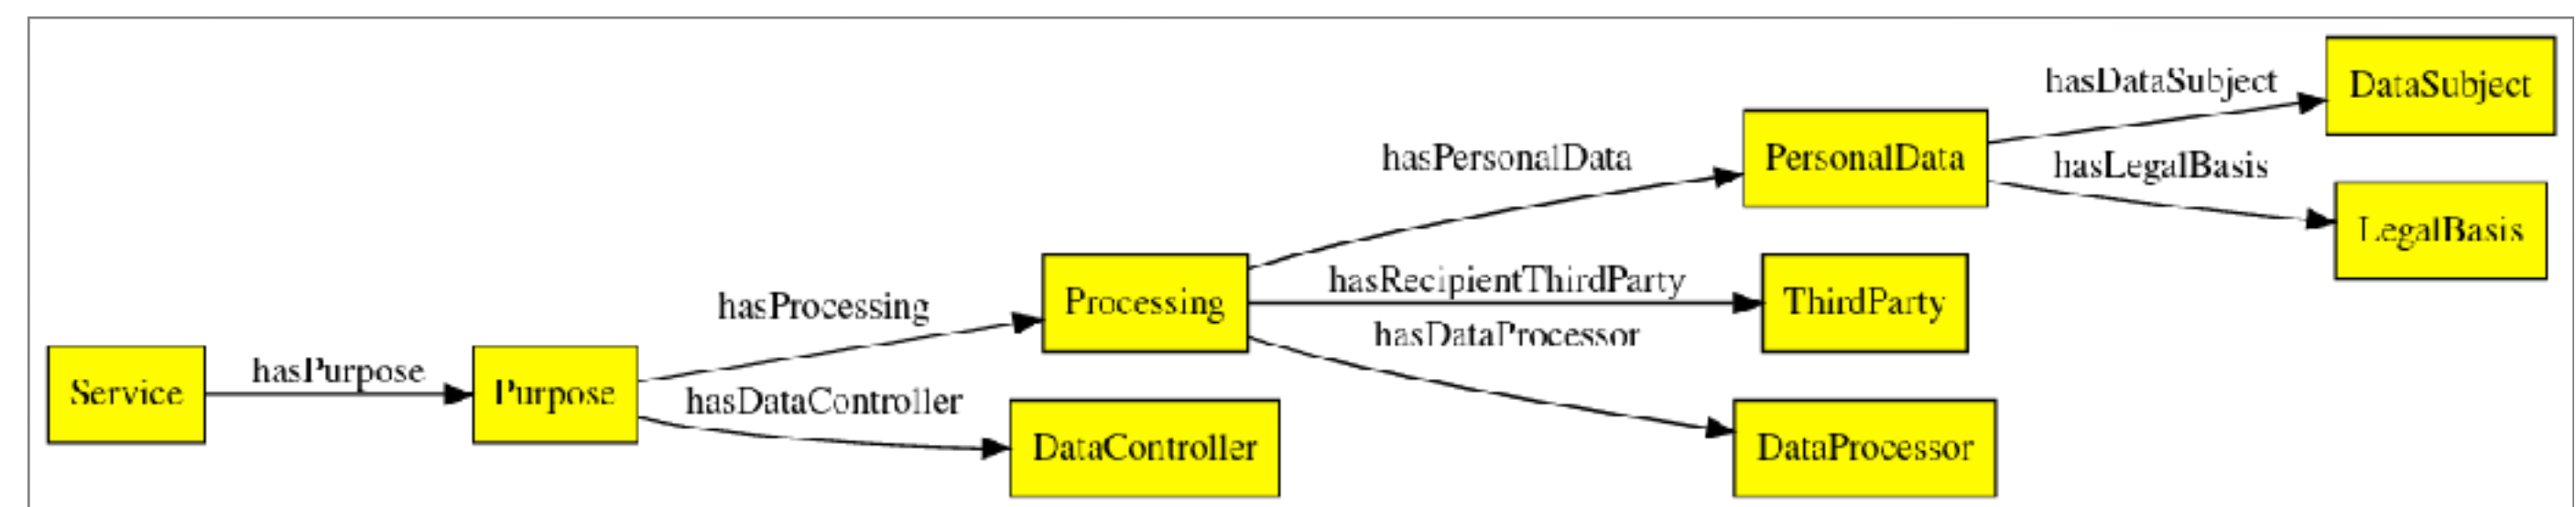 hasDataSubject
DataSubject
hasPersonalData
PersonalData
hasLegalBasis
LegalBasis
hasProcessing
Processing
hasRecipientThirdParty
ThirdParty
hasDataProcessor
Service
hasPurpose
Purpose
hasDataController
DataController
DataProcessor